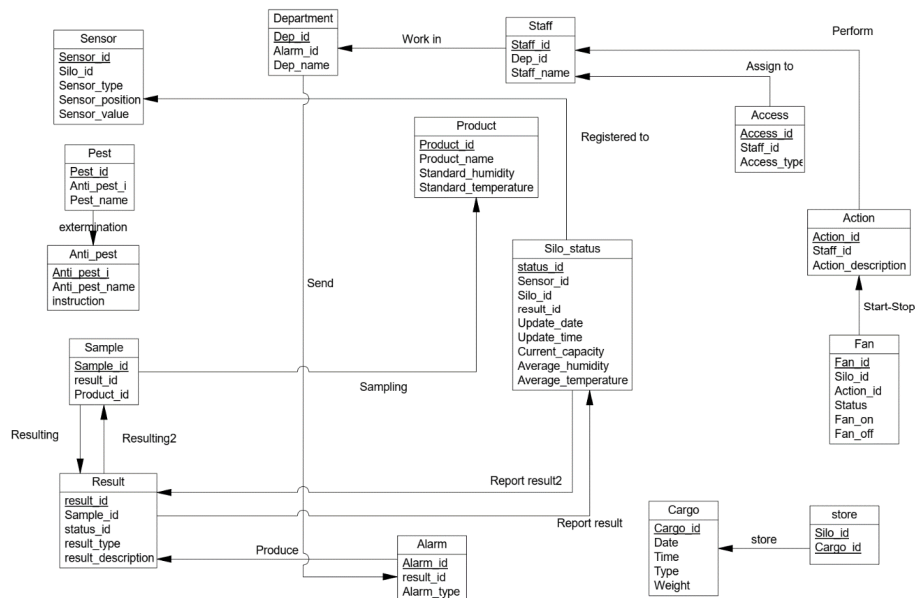 Department
Dep_id
Alarm_id
Dep_name
Work in
Staff
Staff_id
Dep_id
Staff_name
Perform
Sensor
Sensor_id
Silo_id
Sensor_type
Sensor_position
Sensor_value
Assign to
Access
Access_id
Staff_id
Access_type
Registered to
Product
Product_id
Product_name
Standard_humidity
Standard_temperature
Pest
Pest_id
Anti_pest_i
Pest_name
extermination
Anti_pest
Anti_pest_i
Anti_pest_name
instruction
Send
Silo_status
status_id
Sensor_id
Silo_id
result_id
Update_date
Update_time
Current_capacity
Average_humidity
Average_temperature
Action
Action_id
Staff_id
Action_description
Start-Stop
Fan
Fan_id
Silo_id
Action_id
Status
Fan_on
Fan_off
Sample
Sample_id
result_id
Product_id
Sampling
Resulting
Resulting2
Result
result_id
Sample_id
status_id
result_type
result_description
Report result2
Report result
Produce
Alarm
Alarm_id
result_id
Alarm_type
Cargo
Cargo_id
Date
Time
Type
Weight
store
store
Silo_id
Cargo_id